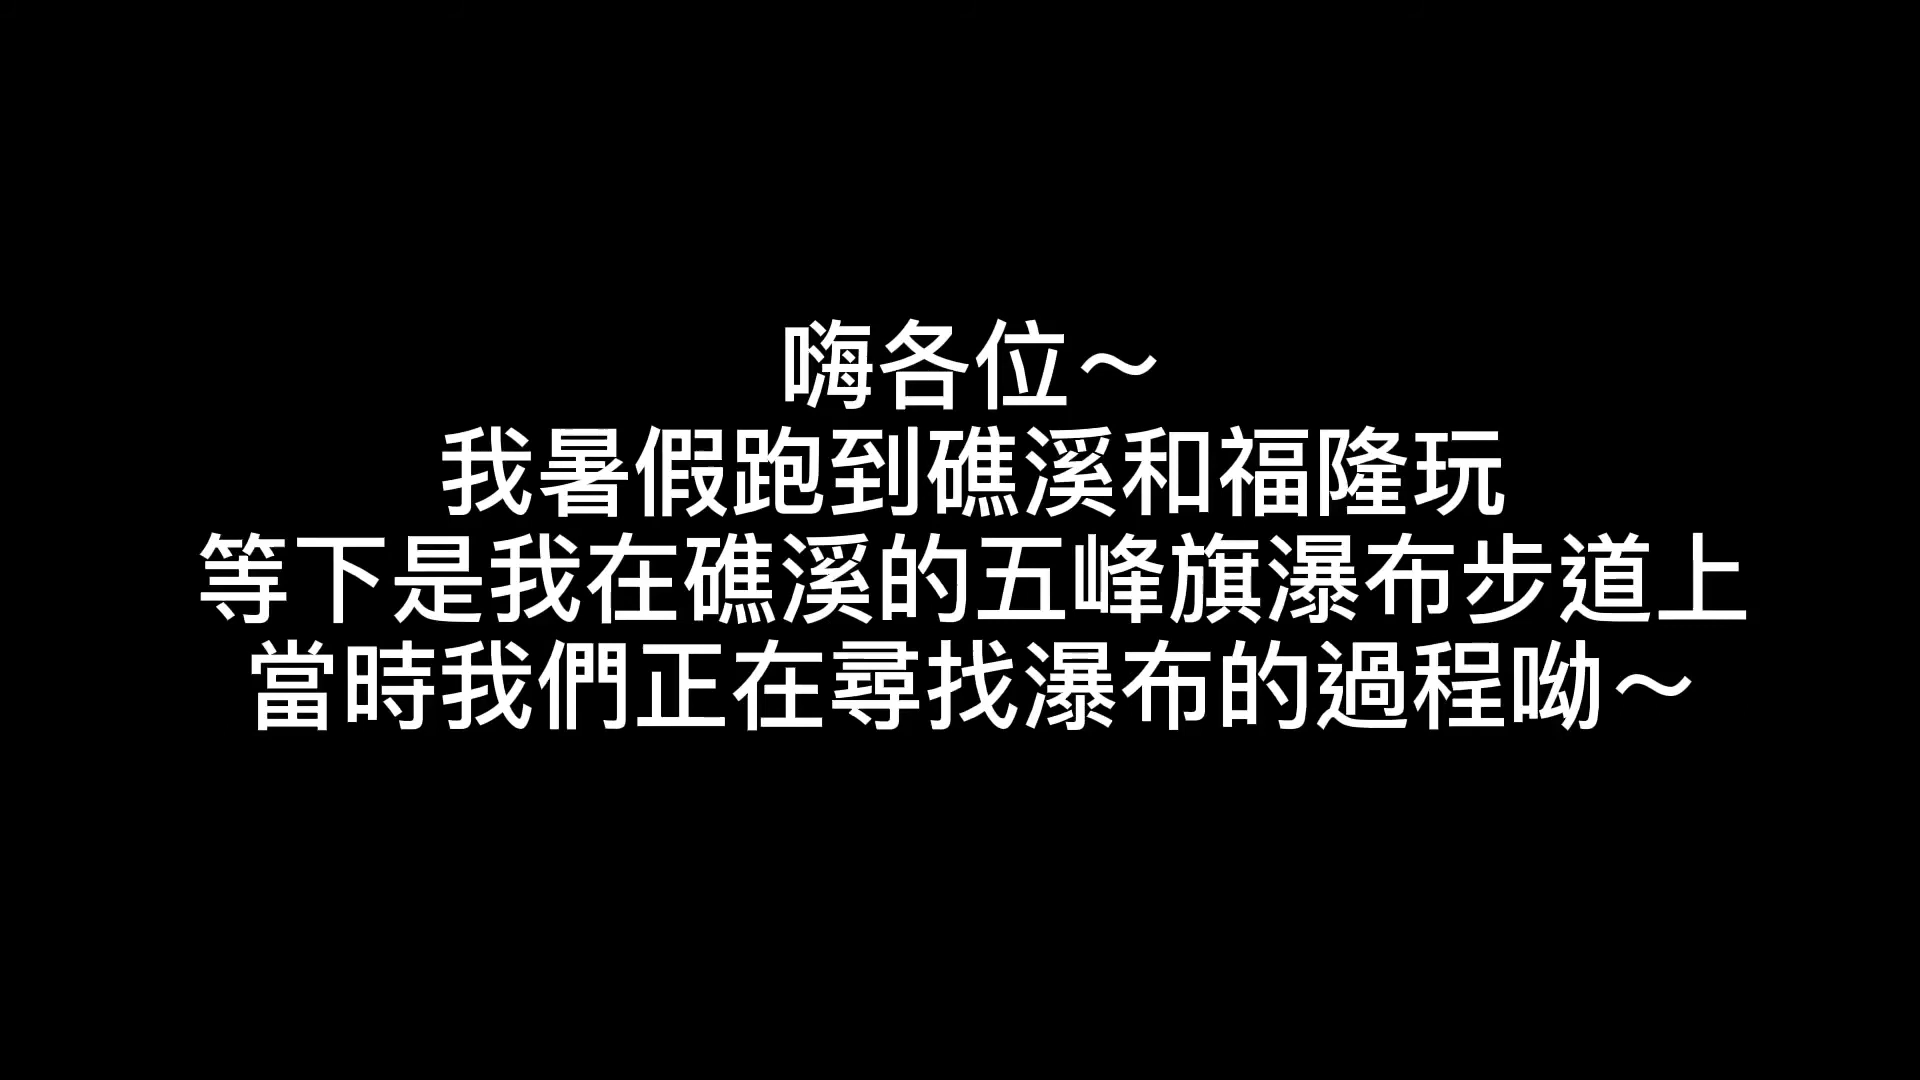 嗨各位～
我暑假跑到礁溪和福隆玩
等下是我在礁溪的五峰旗瀑布步道上
當時我們正在尋找瀑布的過程呦～